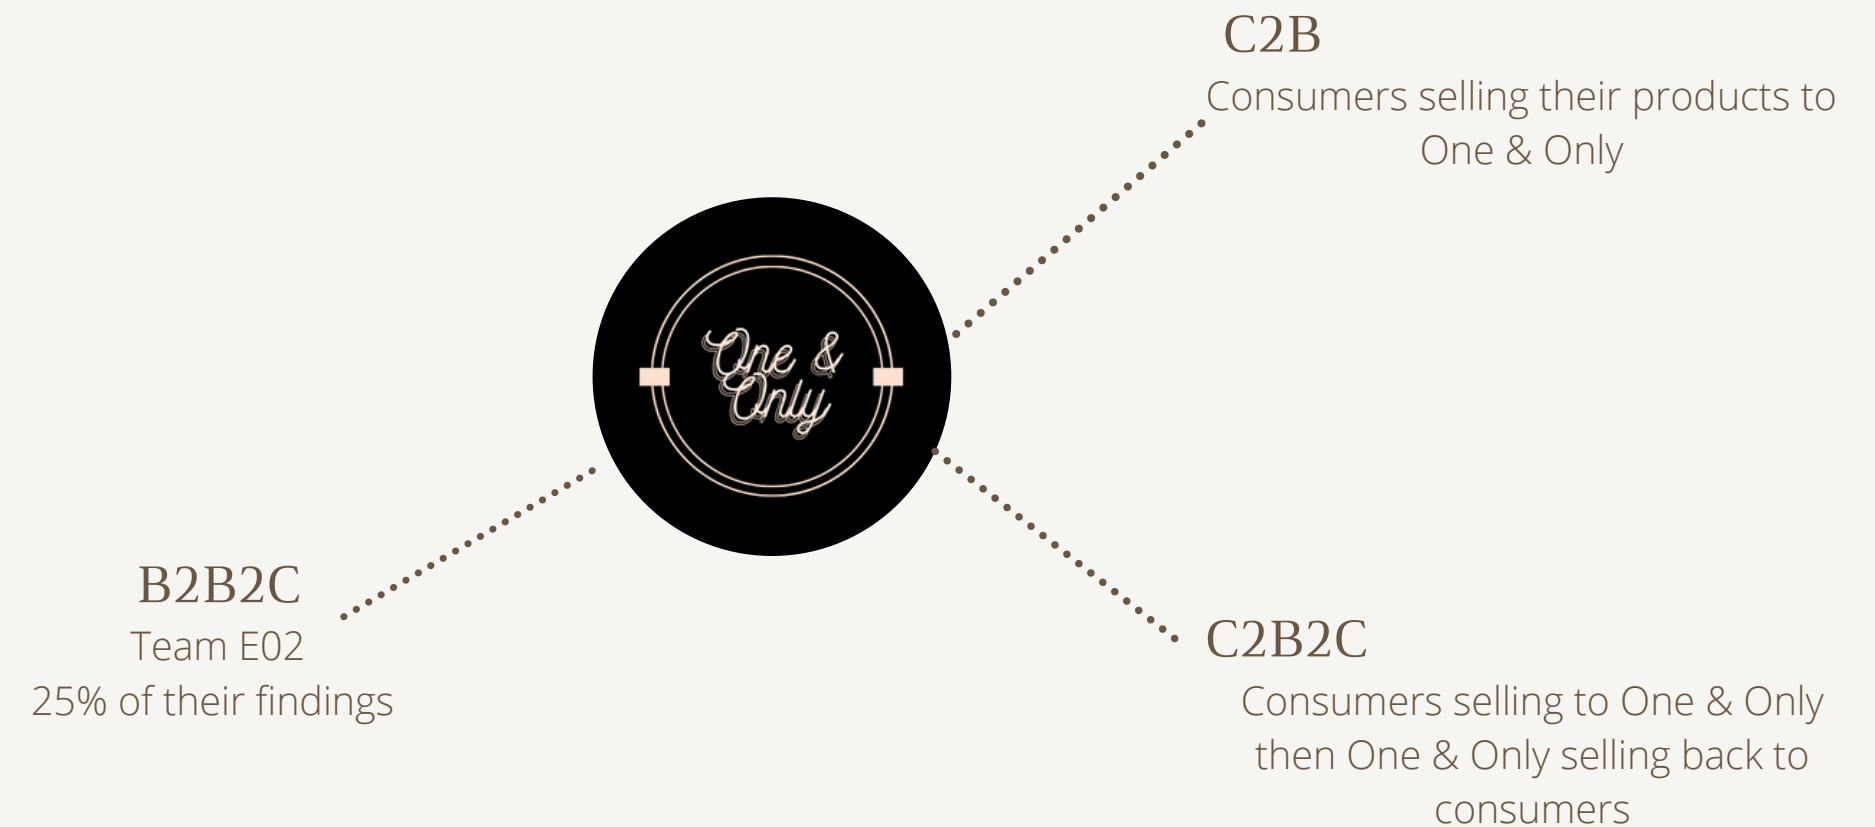 C2B
Consumers selling their products to
One & Only
One &
Only
B2B2C
Team E02
25% of their findings
C2B2C
Consumers selling to One & Only
then One & Only selling back to
consumers